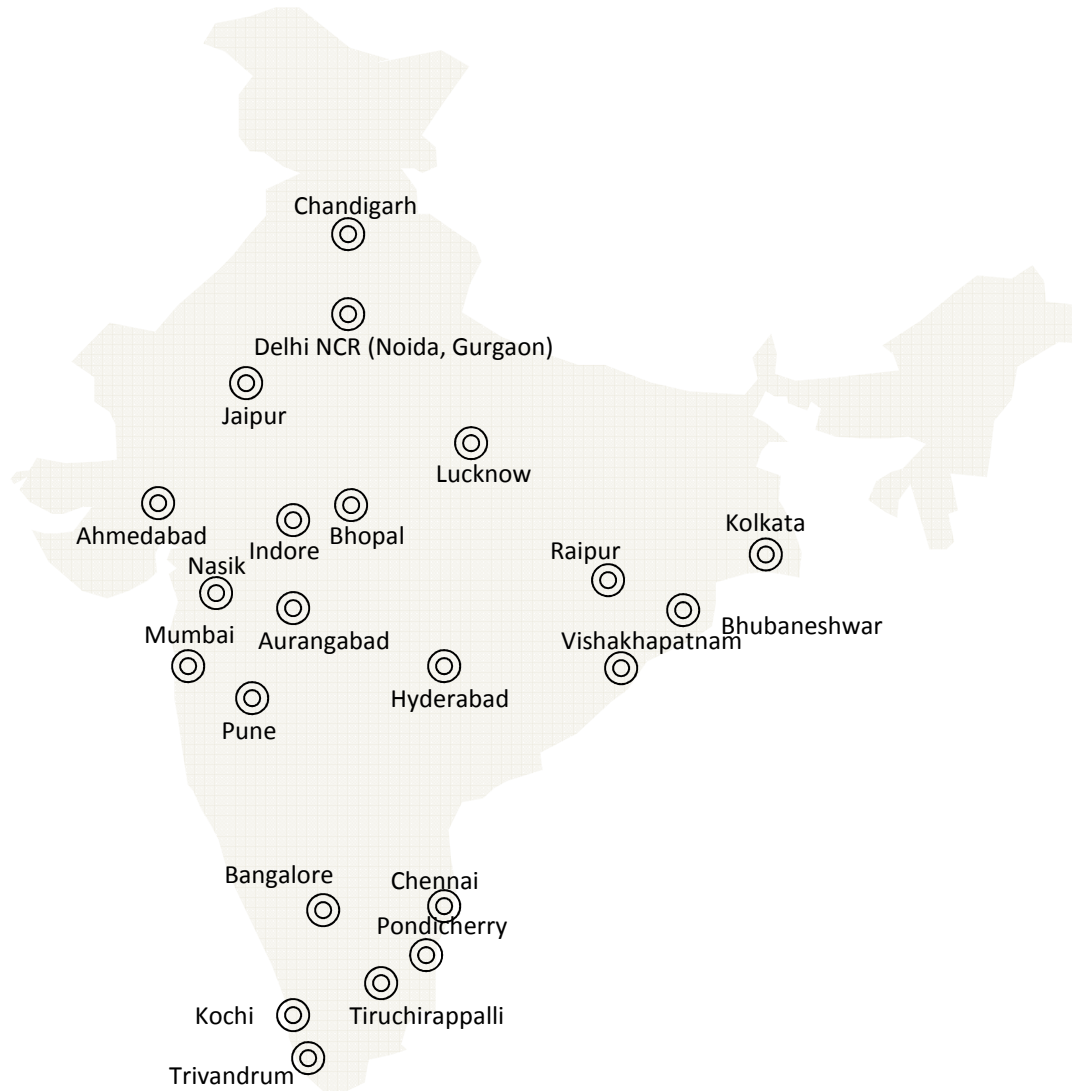 Chandigarh
Delhi NCR (Noida, Gurgaon)
Jaipur
Lucknow
Ahmedabad
Indore
Bhopal
Kolkata
Raipur
Nasik
Bhubaneshwar
Mumbai
Aurangabad
Vishakhapatnam
Hyderabad
Pune
Bangalore
Chennai
Pondicherry
Kochi
Tiruchirappalli
Trivandrum